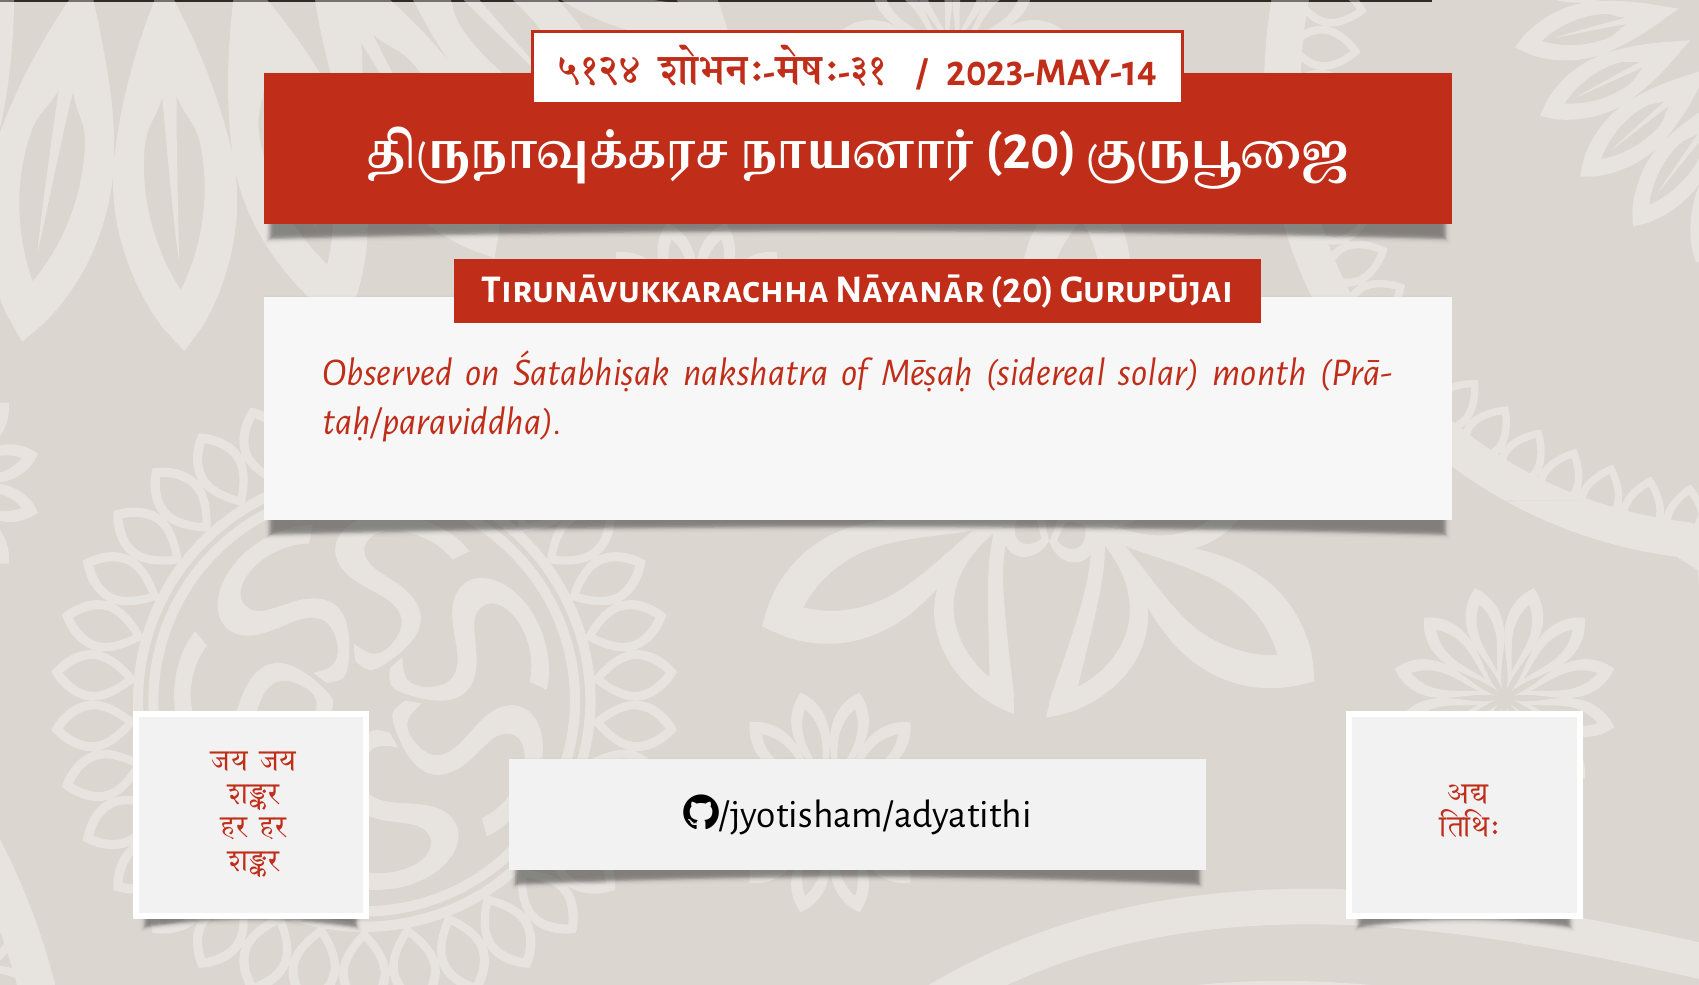 ५१२४ शोभनः-मेषः-३१ / 2023-MAY-14
திருநாவுக்கரச நாயனார் (20) குருபூஜை
Tirunāvukkarachha Nāyanār (20) Gurupūjai
Observed on Śatabhiṣak nakshatra of Mēṣaḥ (sidereal solar) month (Prā-
taḥ/paraviddha).
जय जय
शङ्कर
हर हर
शङ्कर
/jyotisham/adyatithi
अद्य
तिथिः